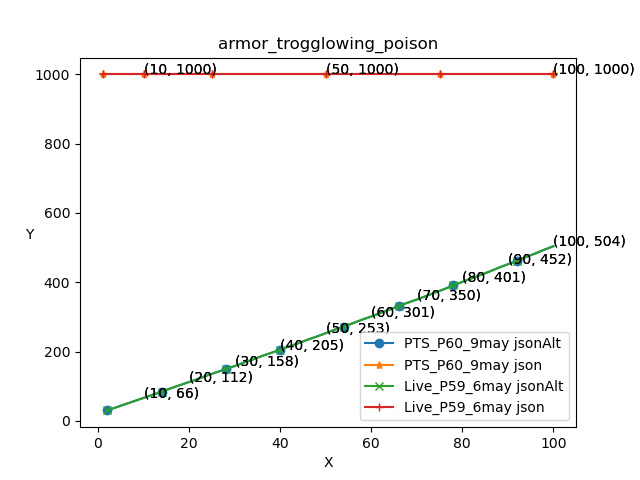 armor_trogglowing_poison
1000
(10, 1000)
(50, 1000)
(100, 1000)
800
600
Y
(100, 504)
(90, 452)
400
(80, 401)
(70, 350)
(60, 301)
(50, 253)
(40, 205)
200
(30, 158)
(20, 112)
(10, 66)
0
PTS_P60_9may jsonAlt
PTS_P60_9may json
Live_P59_6may jsonAlt
Live_P59_6may json
0 20 40 60 80 100
X